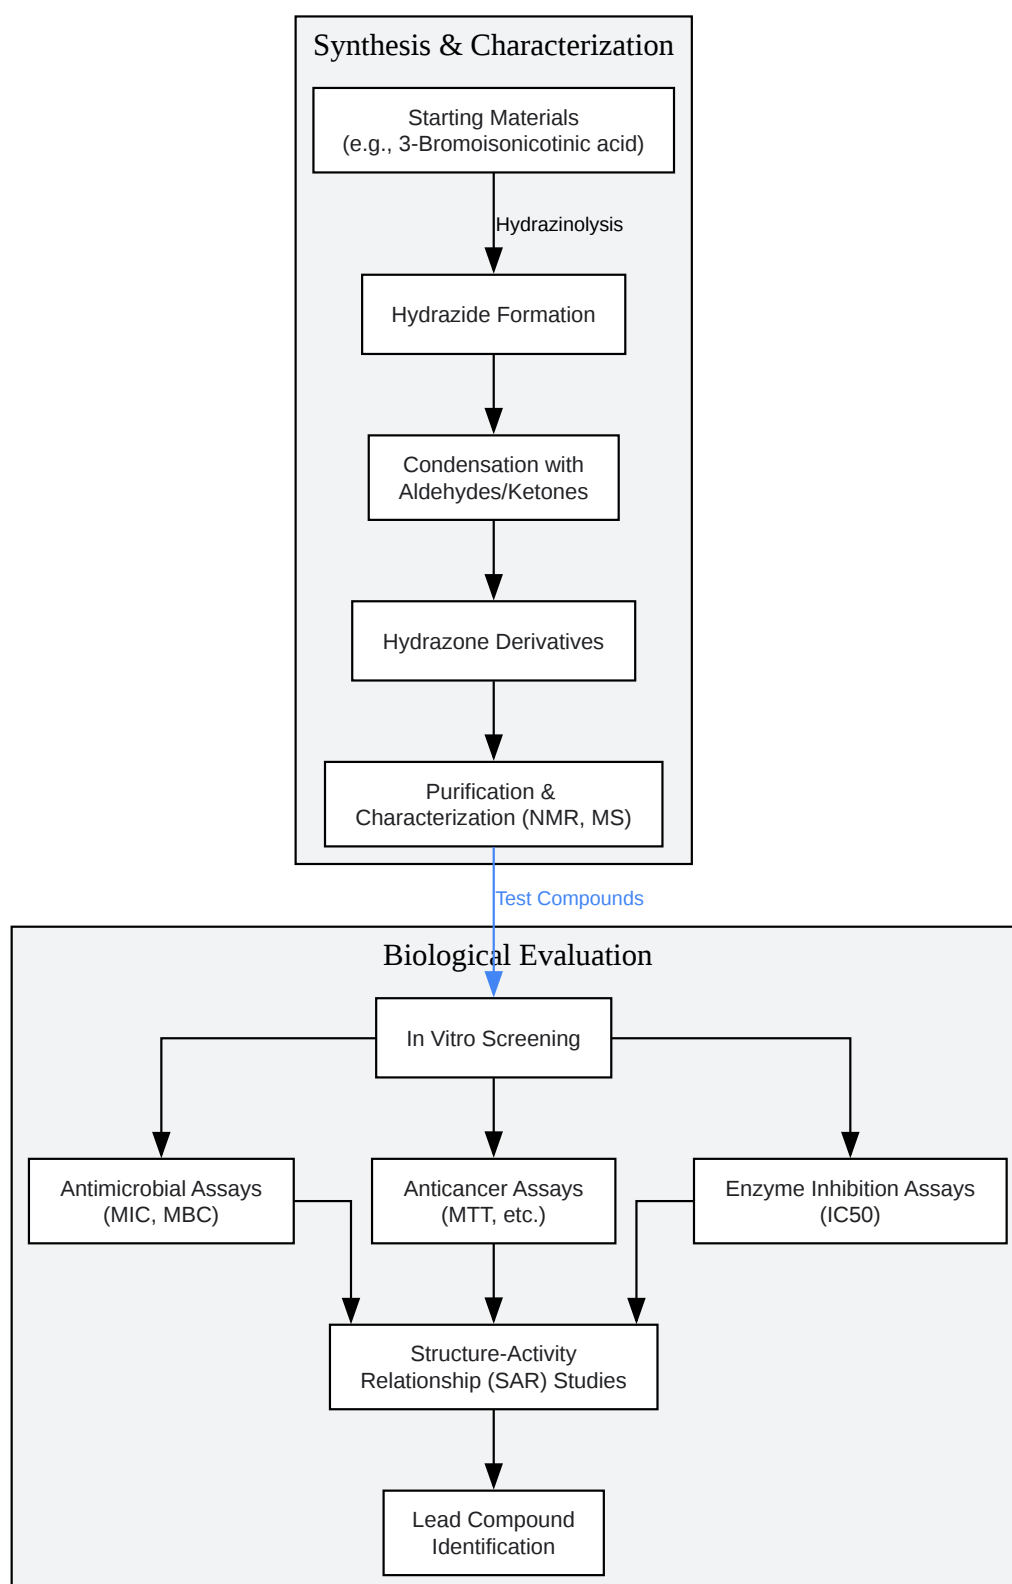 Synthesis & Characterization
Starting Materials
(e.g., 3-Bromoisonicotinic acid)
Hydrazinolysis
Hydrazide Formation
Condensation with
Aldehydes/Ketones
Hydrazone Derivatives
Purification &
Characterization (NMR, MS)
Test Compounds
Biological Evaluation
In Vitro Screening
Antimicrobial Assays
(MIC, MBC)
Anticancer Assays
(MTT, etc.)
Enzyme Inhibition Assays
(IC50)
Structure-Activity
Relationship (SAR) Studies
Lead Compound
Identification